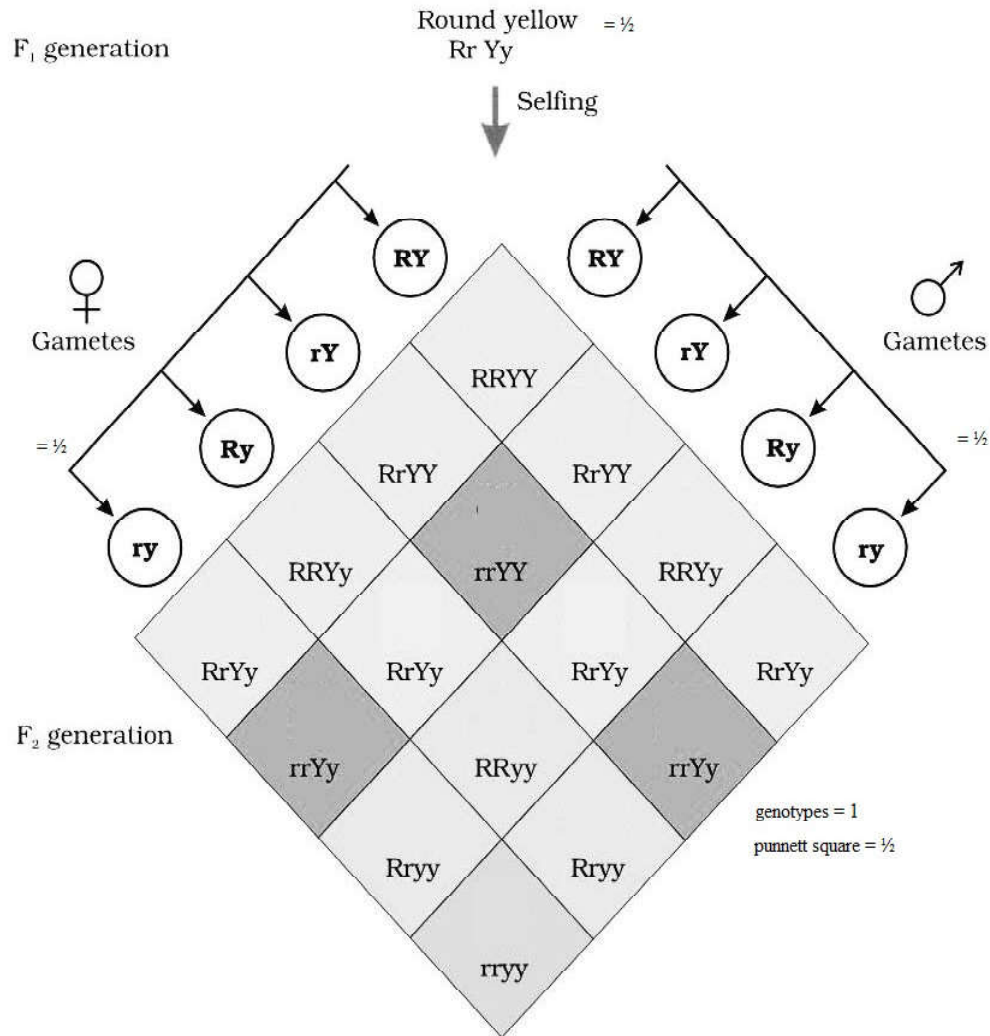 Round yellow = ½
F₁ generation
Rr Yy
Selfing
RY RY
rY rY
Gametes Gametes
RRYY
Ry Ry
= ½ = ½
RrYY RrYY
ry ry
RRYy rrYY RRYy
RrYy RrYy RrYy RrYy
F₂ generation
rrYy RRyy rrYy
genotypes = 1
punnett square = ½
Rryy Rryy
rryy